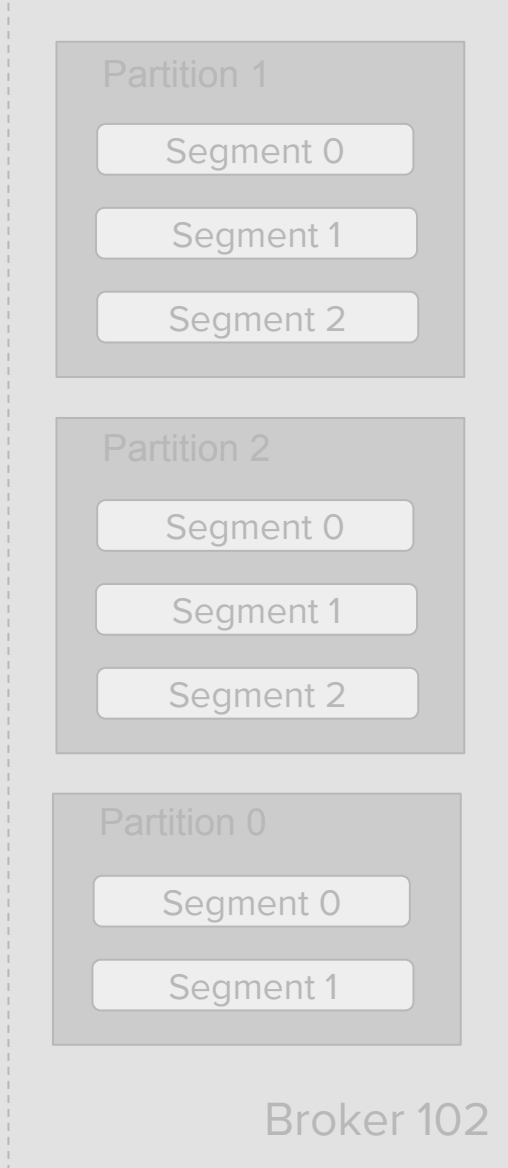 Partition 1
Segment 0
Segment 1
Segment 2
Partition 2
Segment 0
Segment 1
Segment 2
Partition 0
Segment 0
Segment 1
Broker 102